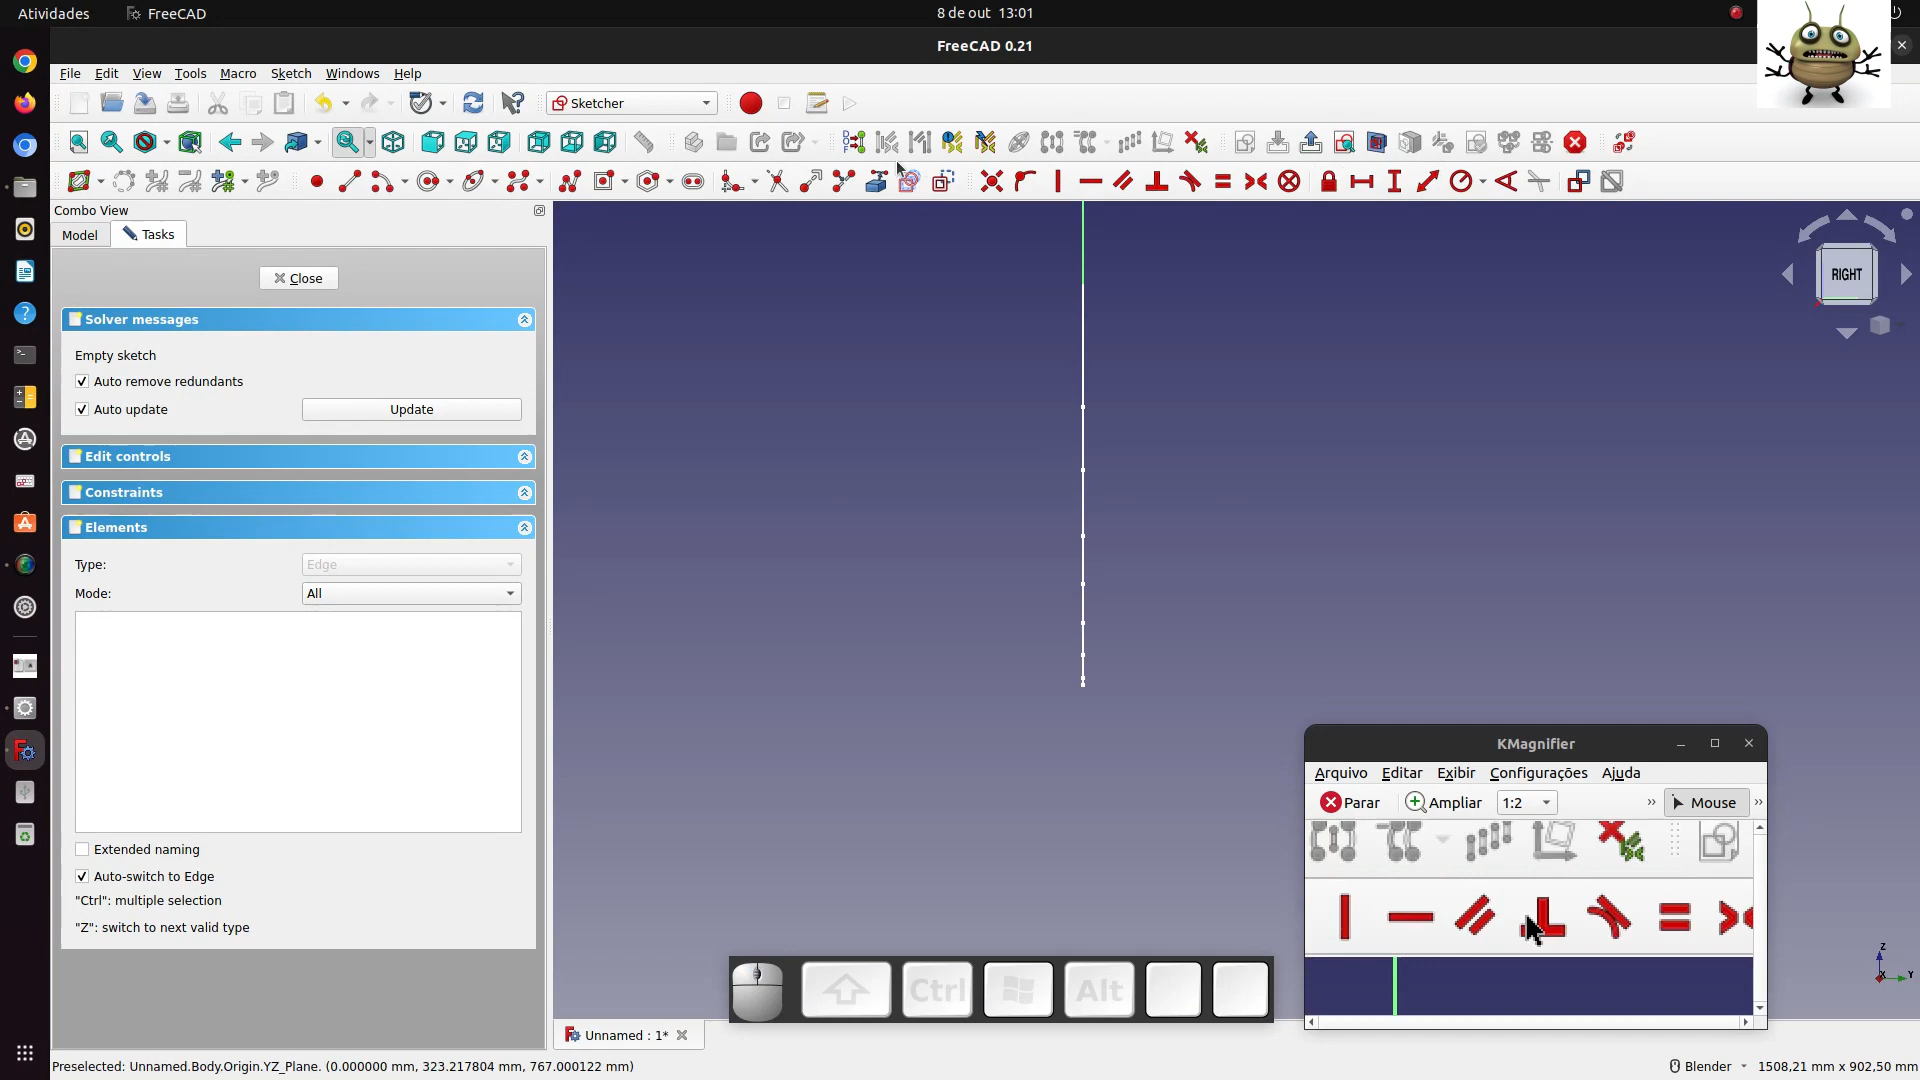 Atividades
FreeCAD
8 de out 13:01
FreeCAD 0.21
File Edit View Tools Macro Sketch Windows Help
Sketcher
Combo View
Model
Tasks
Close
Solver messages
Empty sketch
Auto remove redundants
Auto update
Update
Edit controls
Constraints
Elements
Type:
Edge
Mode:
All
Extended naming
Auto-switch to Edge
"Ctrl": multiple selection
"Z": switch to next valid type
RIGHT
KMagnifier
Arquivo Editar Exibir Configurações Ajuda
Parar
Ampliar
1:2
Mouse
Ctrl
Alt
Z
X
Y
Unnamed : 1*
Preselected: Unnamed.Body.Origin.YZ_Plane. (0.000000 mm, 323.217804 mm, 767.000122 mm)
Blender
1508,21 mm x 902,50 mm